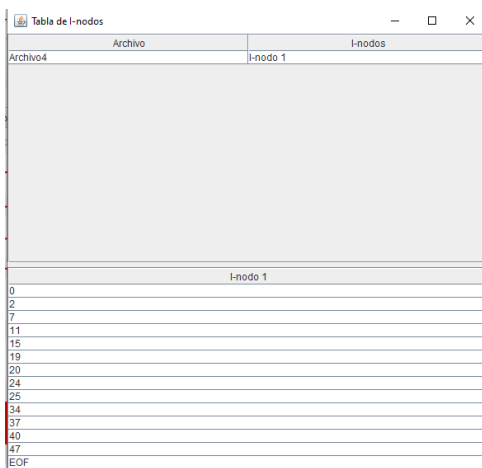 Tabla de I-nodos
Archivo I-nodos
Archivo4 I-nodo 1
I-nodo 1
0
2
7
11
15
19
20
24
25
34
37
40
47
EOF